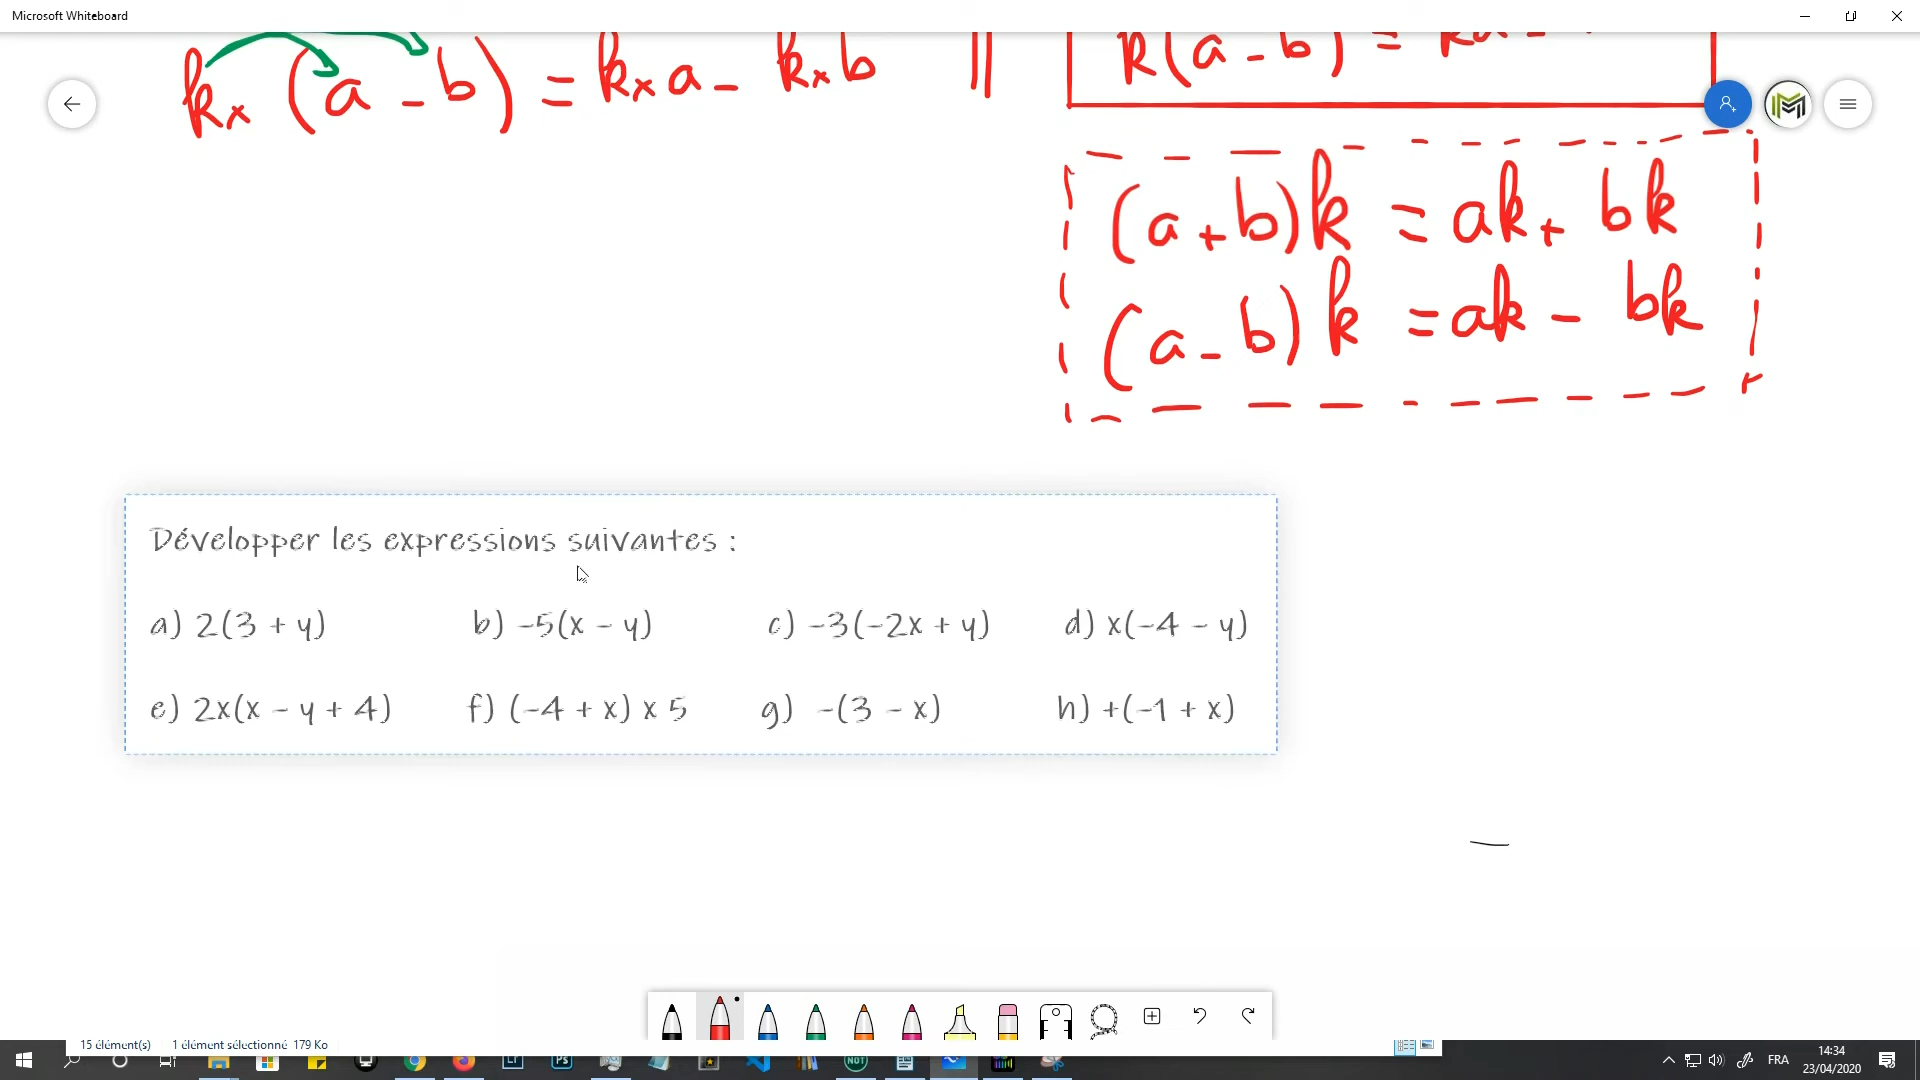 Microsoft Whiteboard
k x (a - b) = k x a - k x b
k(a - b) = ka -
(a + b)k = ak + bk
(a - b)k = ak - bk
Développer les expressions suivantes :
a) 2(3 + y) b) -5(x - y) c) -3(-2x + y) d) x(-4 - y)
e) 2x(x - y + 4) f) (-4 + x) x 5 g) -(3 - x) h) +(-1 + x)
15 élément(s) 1 élément sélectionné 179 Ko
FRA 14:34
23/04/2020